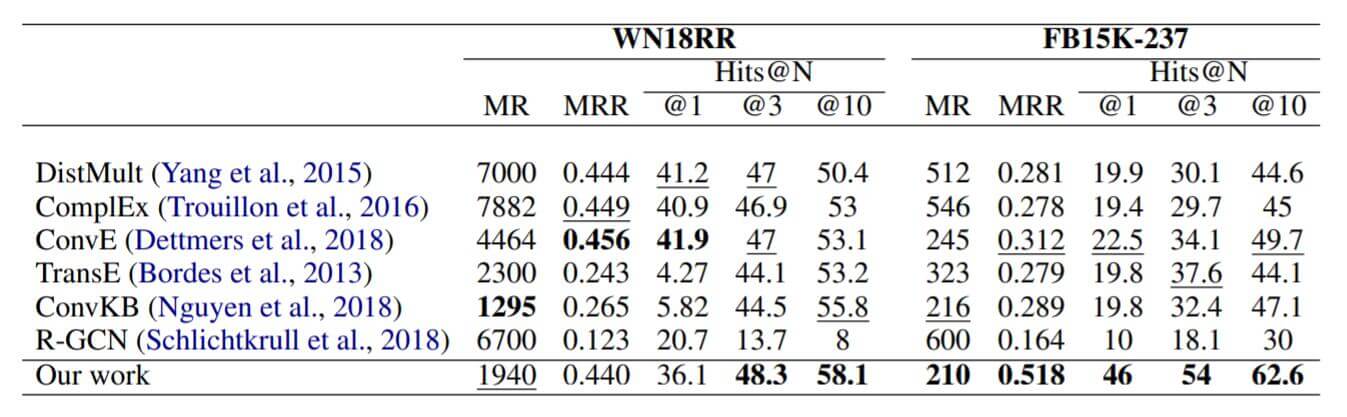 WN18RR FB15K-237
Hits@N Hits@N
MR MRR @1 @3 @10 MR MRR @1 @3 @10
DistMult (Yang et al., 2015) 7000 0.444 41.2 47 50.4 512 0.281 19.9 30.1 44.6
ComplEx (Trouillon et al., 2016) 7882 0.449 40.9 46.9 53 546 0.278 19.4 29.7 45
ConvE (Dettmers et al., 2018) 4464 0.456 41.9 47 53.1 245 0.312 22.5 34.1 49.7
TransE (Bordes et al., 2013) 2300 0.243 4.27 44.1 53.2 323 0.279 19.8 37.6 44.1
ConvKB (Nguyen et al., 2018) 1295 0.265 5.82 44.5 55.8 216 0.289 19.8 32.4 47.1
R-GCN (Schlichtkrull et al., 2018) 6700 0.123 20.7 13.7 8 600 0.164 10 18.1 30
Our work 1940 0.440 36.1 48.3 58.1 210 0.518 46 54 62.6